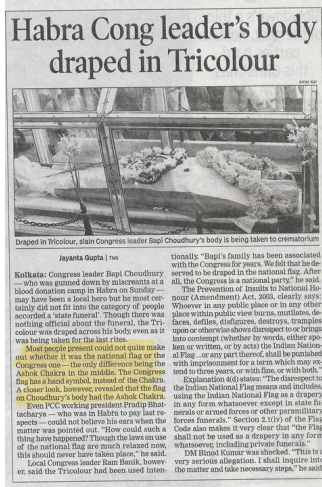 Habra Cong leader's body
draped in Tricolour
Amar Kar
Draped in Tricolour, slain Congress leader Bapi Choudhury's body is being taken to crematorium
Jayanta Gupta | TNN
Kolkata: Congress leader Bapi Choudhury
— who was gunned down by miscreants at a
blood donation camp in Habra on Sunday —
may have been a local hero but he most cer-
tainly did not fit into the category of people
accorded a 'state funeral'. Though there was
nothing official about the funeral, the Tri-
colour was draped across his body, even as it
was being taken for the last rites.
Most people present could not quite make
out whether it was the national flag or the
Congress one — the only difference being the
Ashok Chakra in the middle. The Congress
flag has a hand symbol, instead of the Chakra.
A closer look, however, revealed that the flag
on Choudhury's body had the Ashok Chakra.
Even PCC working president Pradip Bhat-
tacharya — who was in Habra to pay last re-
spects — could not believe his ears when the
matter was pointed out. "How could such a
thing have happened? Though the laws on use
of the flag are much relaxed now,
this should never have taken place," he said.
Local Congress leader Ram Banik, howev-
er, said the Tricolour had been used inten-
tionally. "Bapi's family has been associated
with the Congress for years. We felt that he de-
served to be draped in the national flag. After
all, the Congress is a national party," he said.
The Prevention of Insults to National Ho-
nour (Amendment) Act, 2003, clearly says:
Whoever in any public place or in any other
place within public view burns, mutilates, de-
faces, defiles, disfigures, destroys, tramples
upon or otherwise shows disrespect to or brings
into contempt (whether by words, either spo-
ken or written, or by acts) the Indian Nation-
al Flag ...or any part thereof, shall be punished
with imprisonment for a term which may ex-
tend to three years, or with fine, or with both."
Explanation 4(d) states: "The disrespect to
the Indian National Flag means and includes,
using the Indian National Flag as a drapery
in any form whatsoever except in state fu-
nerals or armed forces or other paramilitary
forces funerals." Section 3.1(v) of the Flag
Code also makes it very clear that "the Flag
shall not be used as a drapery in any form
whatsoever, including private funerals".
DM Binod Kumar was shocked. "This is a
very serious allegation. I shall inquire into
the matter and take necessary steps," he said